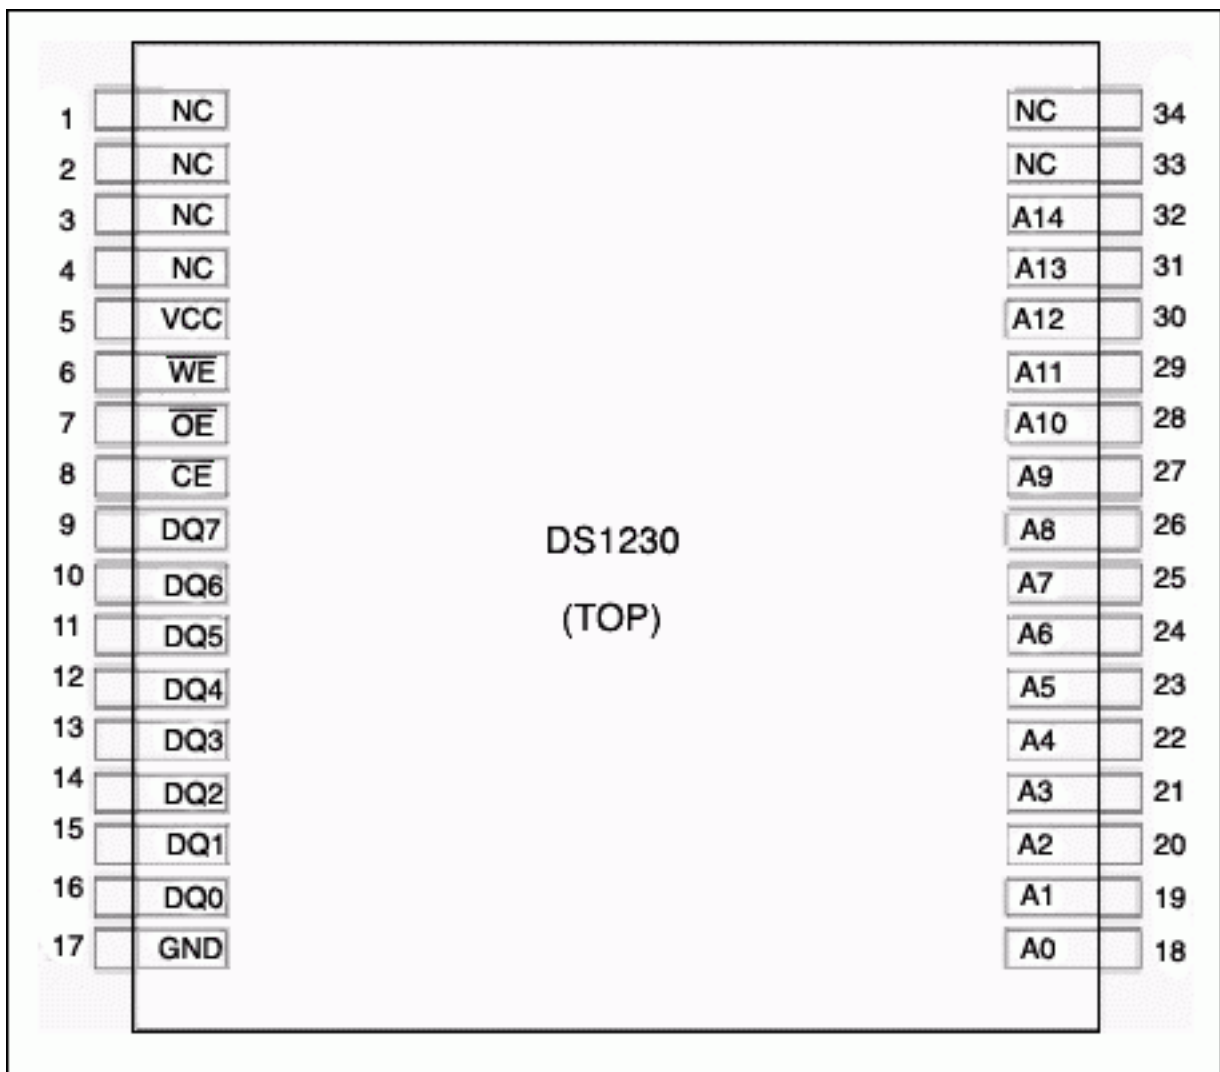 1 NC NC 34
2 NC NC 33
3 NC A14 32
4 NC A13 31
5 VCC A12 30
6 W̅E̅ A11 29
7 O̅E̅ A10 28
8 C̅E̅ A9 27
9 DQ7 A8 26
DS1230
10 DQ6 A7 25
(TOP)
11 DQ5 A6 24
12 DQ4 A5 23
13 DQ3 A4 22
14 DQ2 A3 21
15 DQ1 A2 20
16 DQ0 A1 19
17 GND A0 18